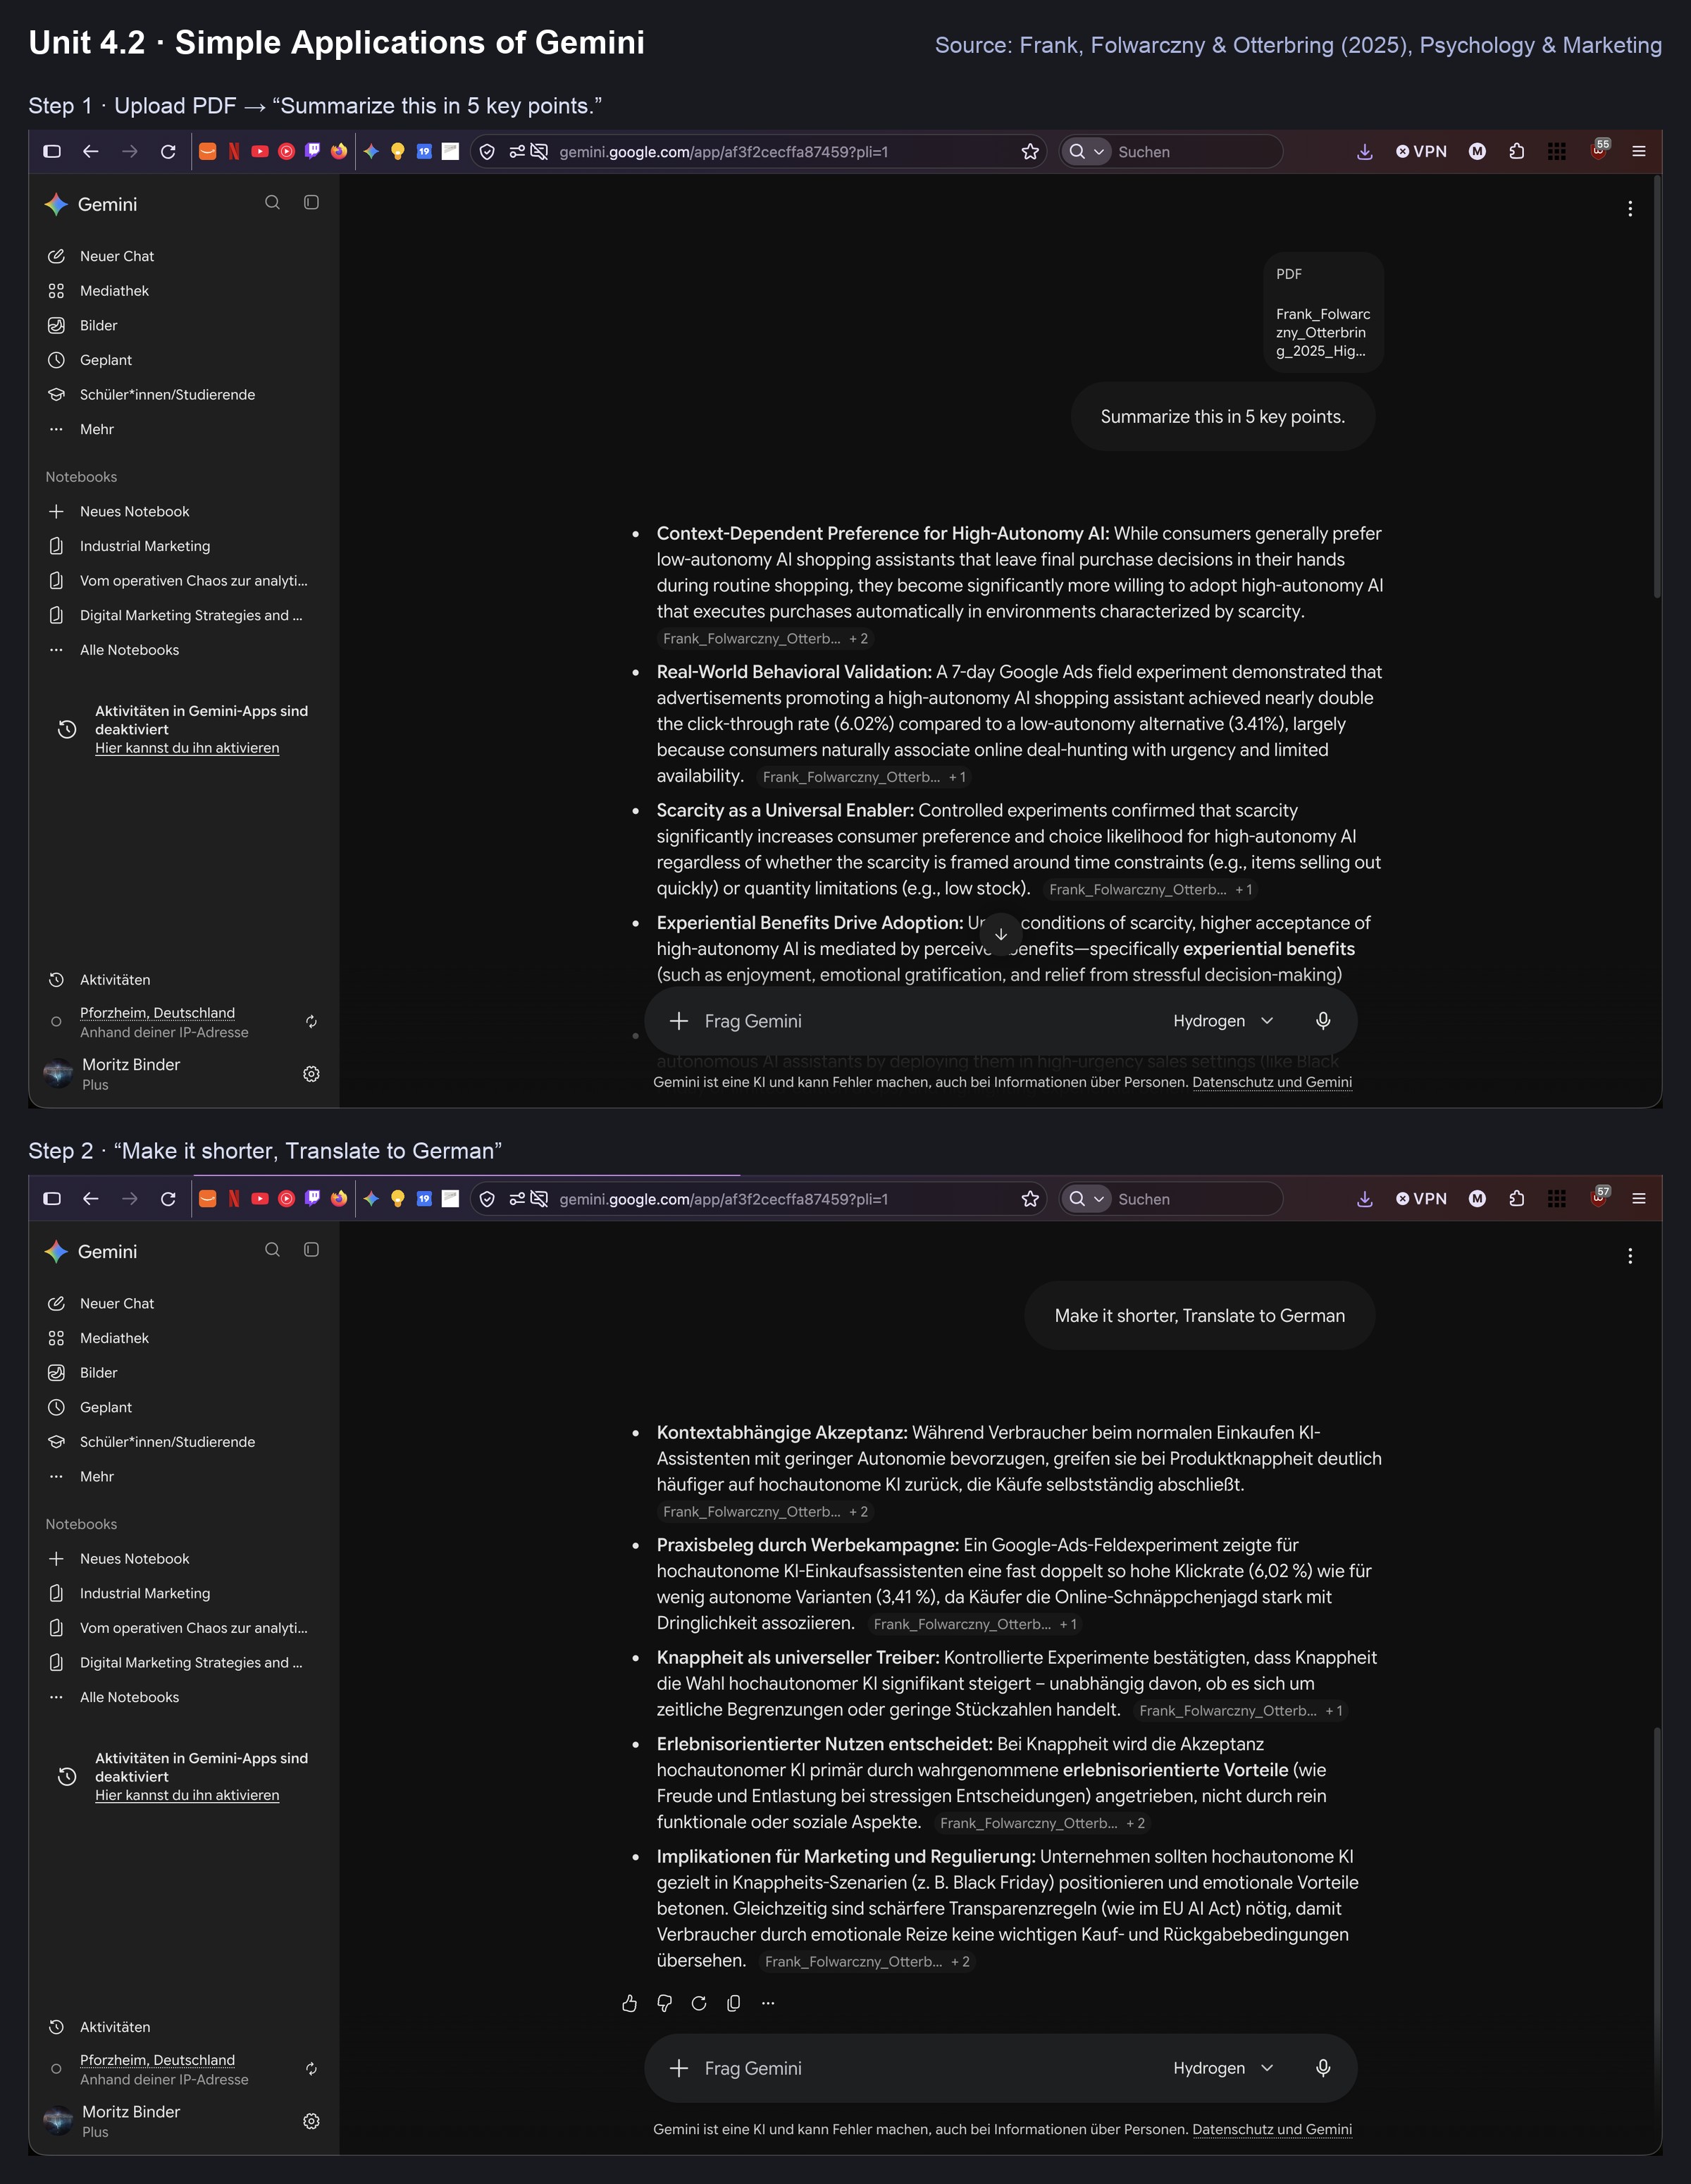 Unit 4.2 · Simple Applications of Gemini
Source: Frank, Folwarczny & Otterbring (2025), Psychology & Marketing
Step 1 · Upload PDF → “Summarize this in 5 key points.”
19
gemini.google.com/app/af3f2cecffa87459?pli=1
Suchen
VPN
M
55
Gemini
Neuer Chat
Mediathek
Bilder
Geplant
Schüler*innen/Studierende
Mehr
Notebooks
Neues Notebook
Industrial Marketing
Vom operativen Chaos zur analyti...
Digital Marketing Strategies and ...
Alle Notebooks
Aktivitäten in Gemini-Apps sind
deaktiviert
Hier kannst du ihn aktivieren
Aktivitäten
Pforzheim, Deutschland
Anhand deiner IP-Adresse
Moritz Binder
Plus
PDF
Frank_Folwarc
zny_Otterbrin
g_2025_Hig...
Summarize this in 5 key points.
• Context-Dependent Preference for High-Autonomy AI: While consumers generally prefer
low-autonomy AI shopping assistants that leave final purchase decisions in their hands
during routine shopping, they become significantly more willing to adopt high-autonomy AI
that executes purchases automatically in environments characterized by scarcity.
Frank_Folwarczny_Otterb... + 2
• Real-World Behavioral Validation: A 7-day Google Ads field experiment demonstrated that
advertisements promoting a high-autonomy AI shopping assistant achieved nearly double
the click-through rate (6.02%) compared to a low-autonomy alternative (3.41%), largely
because consumers naturally associate online deal-hunting with urgency and limited
availability. Frank_Folwarczny_Otterb... + 1
• Scarcity as a Universal Enabler: Controlled experiments confirmed that scarcity
significantly increases consumer preference and choice likelihood for high-autonomy AI
regardless of whether the scarcity is framed around time constraints (e.g., items selling out
quickly) or quantity limitations (e.g., low stock). Frank_Folwarczny_Otterb... + 1
• Experiential Benefits Drive Adoption: conditions of scarcity, higher acceptance of
high-autonomy AI is mediated by benefits—specifically experiential benefits
(such as enjoyment, emotional gratification, and relief from stressful decision-making)
Frag Gemini
Hydrogen
autonomous AI assistants by deploying them in high-urgency sales settings (like Black
Gemini ist eine KI und kann Fehler machen, auch bei Informationen über Personen. Datenschutz und Gemini
Step 2 · “Make it shorter, Translate to German”
19
gemini.google.com/app/af3f2cecffa87459?pli=1
Suchen
VPN
M
57
Gemini
Neuer Chat
Mediathek
Bilder
Geplant
Schüler*innen/Studierende
Mehr
Notebooks
Neues Notebook
Industrial Marketing
Vom operativen Chaos zur analyti...
Digital Marketing Strategies and ...
Alle Notebooks
Aktivitäten in Gemini-Apps sind
deaktiviert
Hier kannst du ihn aktivieren
Aktivitäten
Pforzheim, Deutschland
Anhand deiner IP-Adresse
Moritz Binder
Plus
Make it shorter, Translate to German
• Kontextabhängige Akzeptanz: Während Verbraucher beim normalen Einkaufen KI-
Assistenten mit geringer Autonomie bevorzugen, greifen sie bei Produktknappheit deutlich
häufiger auf hochautonome KI zurück, die Käufe selbstständig abschließt.
Frank_Folwarczny_Otterb... + 2
• Praxisbeleg durch Werbekampagne: Ein Google-Ads-Feldexperiment zeigte für
hochautonome KI-Einkaufsassistenten eine fast doppelt so hohe Klickrate (6,02 %) wie für
wenig autonome Varianten (3,41 %), da Käufer die Online-Schnäppchenjagd stark mit
Dringlichkeit assoziieren. Frank_Folwarczny_Otterb... + 1
• Knappheit als universeller Treiber: Kontrollierte Experimente bestätigten, dass Knappheit
die Wahl hochautonomer KI signifikant steigert – unabhängig davon, ob es sich um
zeitliche Begrenzungen oder geringe Stückzahlen handelt. Frank_Folwarczny_Otterb... + 1
• Erlebnisorientierter Nutzen entscheidet: Bei Knappheit wird die Akzeptanz
hochautonomer KI primär durch wahrgenommene erlebnisorientierte Vorteile (wie
Freude und Entlastung bei stressigen Entscheidungen) angetrieben, nicht durch rein
funktionale oder soziale Aspekte. Frank_Folwarczny_Otterb... + 2
• Implikationen für Marketing und Regulierung: Unternehmen sollten hochautonome KI
gezielt in Knappheits-Szenarien (z. B. Black Friday) positionieren und emotionale Vorteile
betonen. Gleichzeitig sind schärfere Transparenzregeln (wie im EU AI Act) nötig, damit
Verbraucher durch emotionale Reize keine wichtigen Kauf- und Rückgabebedingungen
übersehen. Frank_Folwarczny_Otterb... + 2
Frag Gemini
Hydrogen
Gemini ist eine KI und kann Fehler machen, auch bei Informationen über Personen. Datenschutz und Gemini